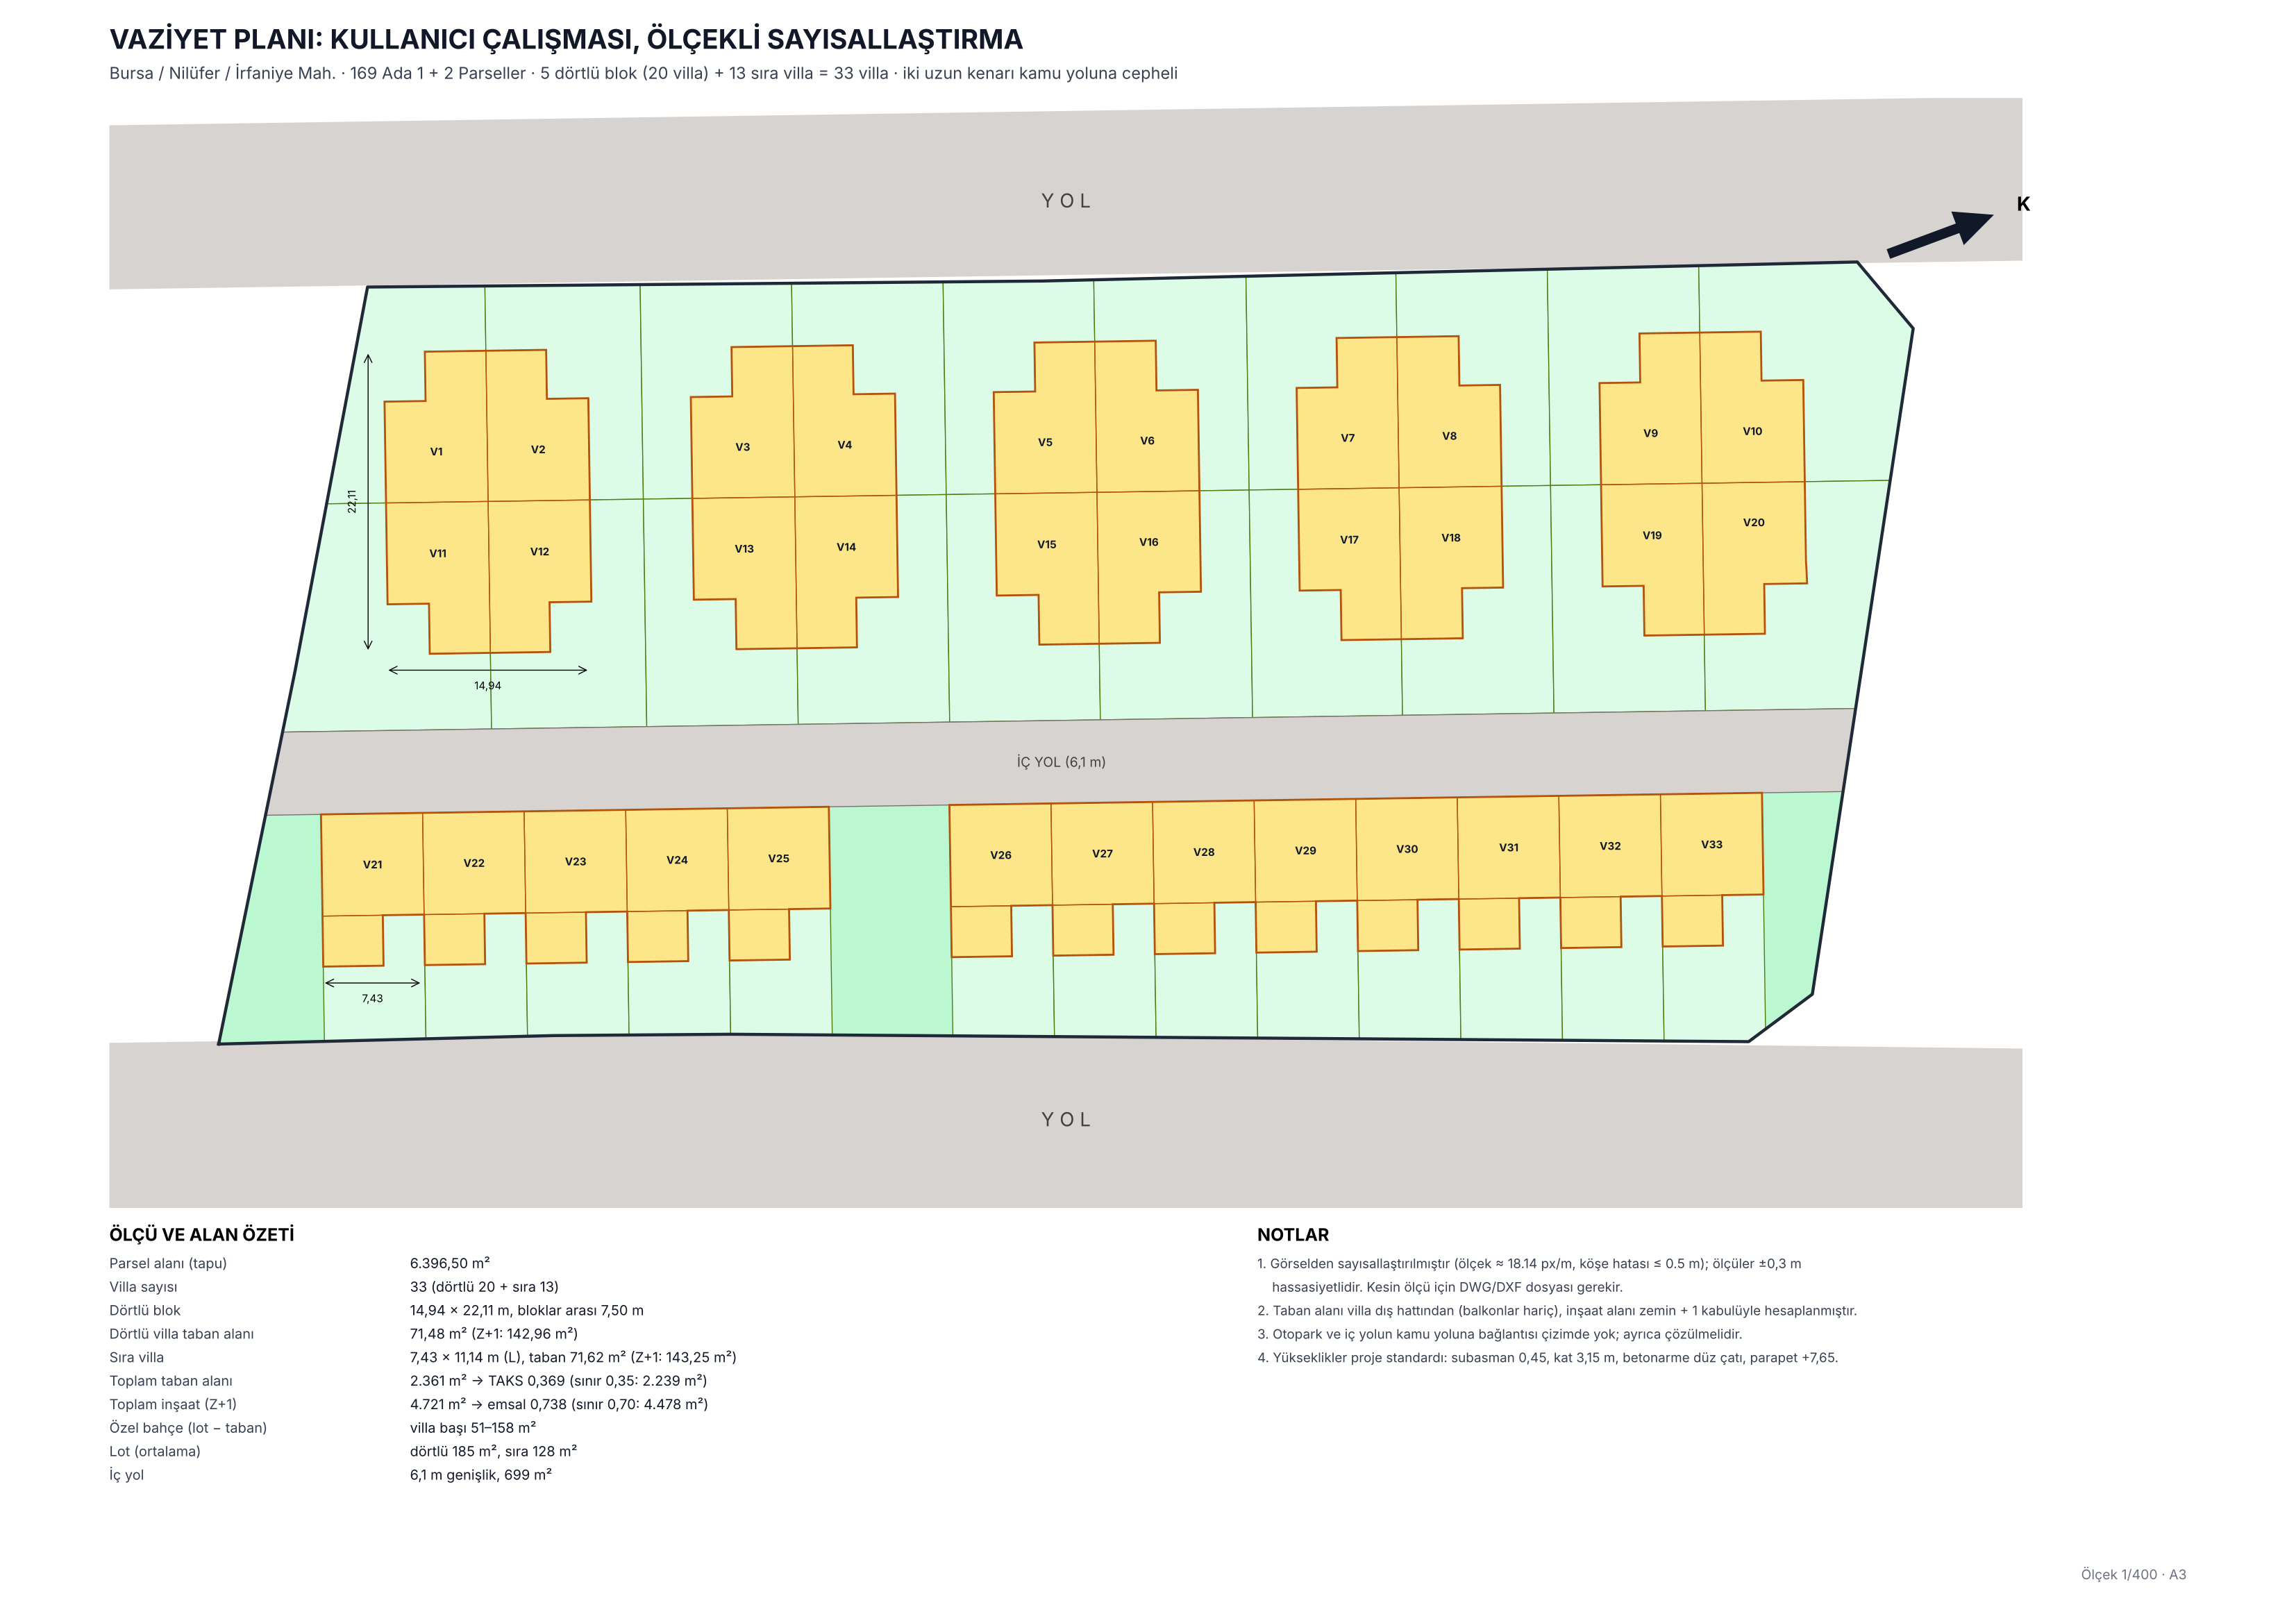 VAZİYET PLANI: KULLANICI ÇALIŞMASI, ÖLÇEKLİ SAYISALLAŞTIRMA
Bursa / Nilüfer / İrfaniye Mah. · 169 Ada 1 + 2 Parseller · 5 dörtlü blok (20 villa) + 13 sıra villa = 33 villa · iki uzun kenarı kamu yoluna cepheli
YOL
K
V1
V2
V3
V4
V5
V6
V7
V8
V9
V10
22,11
V11
V12
V13
V14
V15
V16
V17
V18
V19
V20
14,94
İÇ YOL (6,1 m)
V21
V22
V23
V24
V25
V26
V27
V28
V29
V30
V31
V32
V33
7,43
YOL
ÖLÇÜ VE ALAN ÖZETİ
Parsel alanı (tapu) 6.396,50 m²
Villa sayısı 33 (dörtlü 20 + sıra 13)
Dörtlü blok 14,94 × 22,11 m, bloklar arası 7,50 m
Dörtlü villa taban alanı 71,48 m² (Z+1: 142,96 m²)
Sıra villa 7,43 × 11,14 m (L), taban 71,62 m² (Z+1: 143,25 m²)
Toplam taban alanı 2.361 m² → TAKS 0,369 (sınır 0,35: 2.239 m²)
Toplam inşaat (Z+1) 4.721 m² → emsal 0,738 (sınır 0,70: 4.478 m²)
Özel bahçe (lot − taban) villa başı 51–158 m²
Lot (ortalama) dörtlü 185 m², sıra 128 m²
İç yol 6,1 m genişlik, 699 m²
NOTLAR
1. Görselden sayısallaştırılmıştır (ölçek ≈ 18.14 px/m, köşe hatası ≤ 0.5 m); ölçüler ±0,3 m
hassasiyetlidir. Kesin ölçü için DWG/DXF dosyası gerekir.
2. Taban alanı villa dış hattından (balkonlar hariç), inşaat alanı zemin + 1 kabulüyle hesaplanmıştır.
3. Otopark ve iç yolun kamu yoluna bağlantısı çizimde yok; ayrıca çözülmelidir.
4. Yükseklikler proje standardı: subasman 0,45, kat 3,15 m, betonarme düz çatı, parapet +7,65.
Ölçek 1/400 · A3